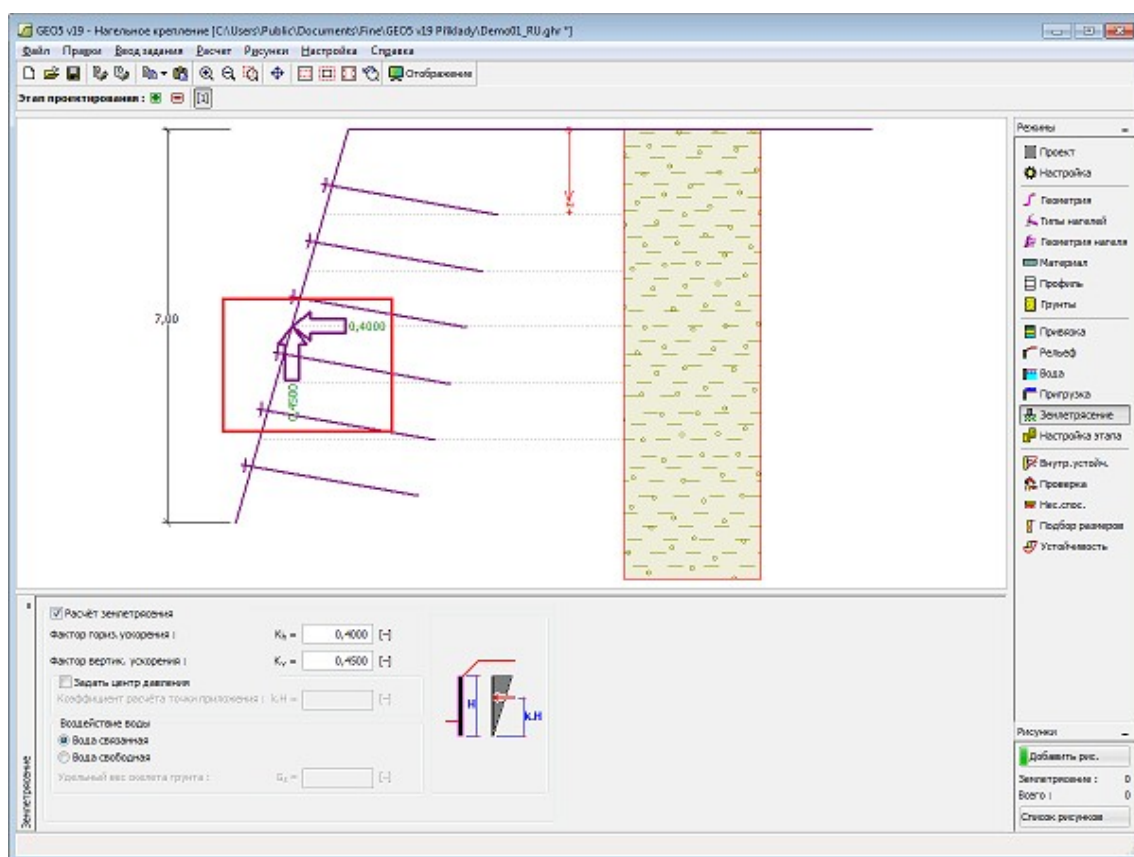 GEO5 v19 - Нагельное крепление [C:\Users\Public\Documents\Fine\GEO5 v19 Příklady\Demo01_RU.ghr *]
Файл Правки Ввод задания Расчет Рисунки Настройка Справка
Отображение
Этап проектирования : [1]
7,00
0,4000
0,4500
+z
Режимы
Проект
Настройка
Геометрия
Типы нагелей
Геометрия нагеля
Материал
Профиль
Грунты
Привязка
Рельеф
Вода
Пригрузка
Землетрясение
Настройка этапа
Внутр.устойч.
Проверка
Нес.спос.
Подбор размеров
Устойчивость
Расчёт землетрясения
Фактор гориз. ускорения : Kh = 0,4000 [–]
Фактор вертик. ускорения : Kv = 0,4500 [–]
Задать центр давления
Коэффициент расчёта точки приложения : k.H = [–]
Воздействие воды
Вода связанная
Вода свободная
Удельный вес скелета грунта : Gs = [–]
H
k.H
Землетрясение
Рисунки
Добавить рис.
Землетрясение : 0
Всего : 0
Список рисунков